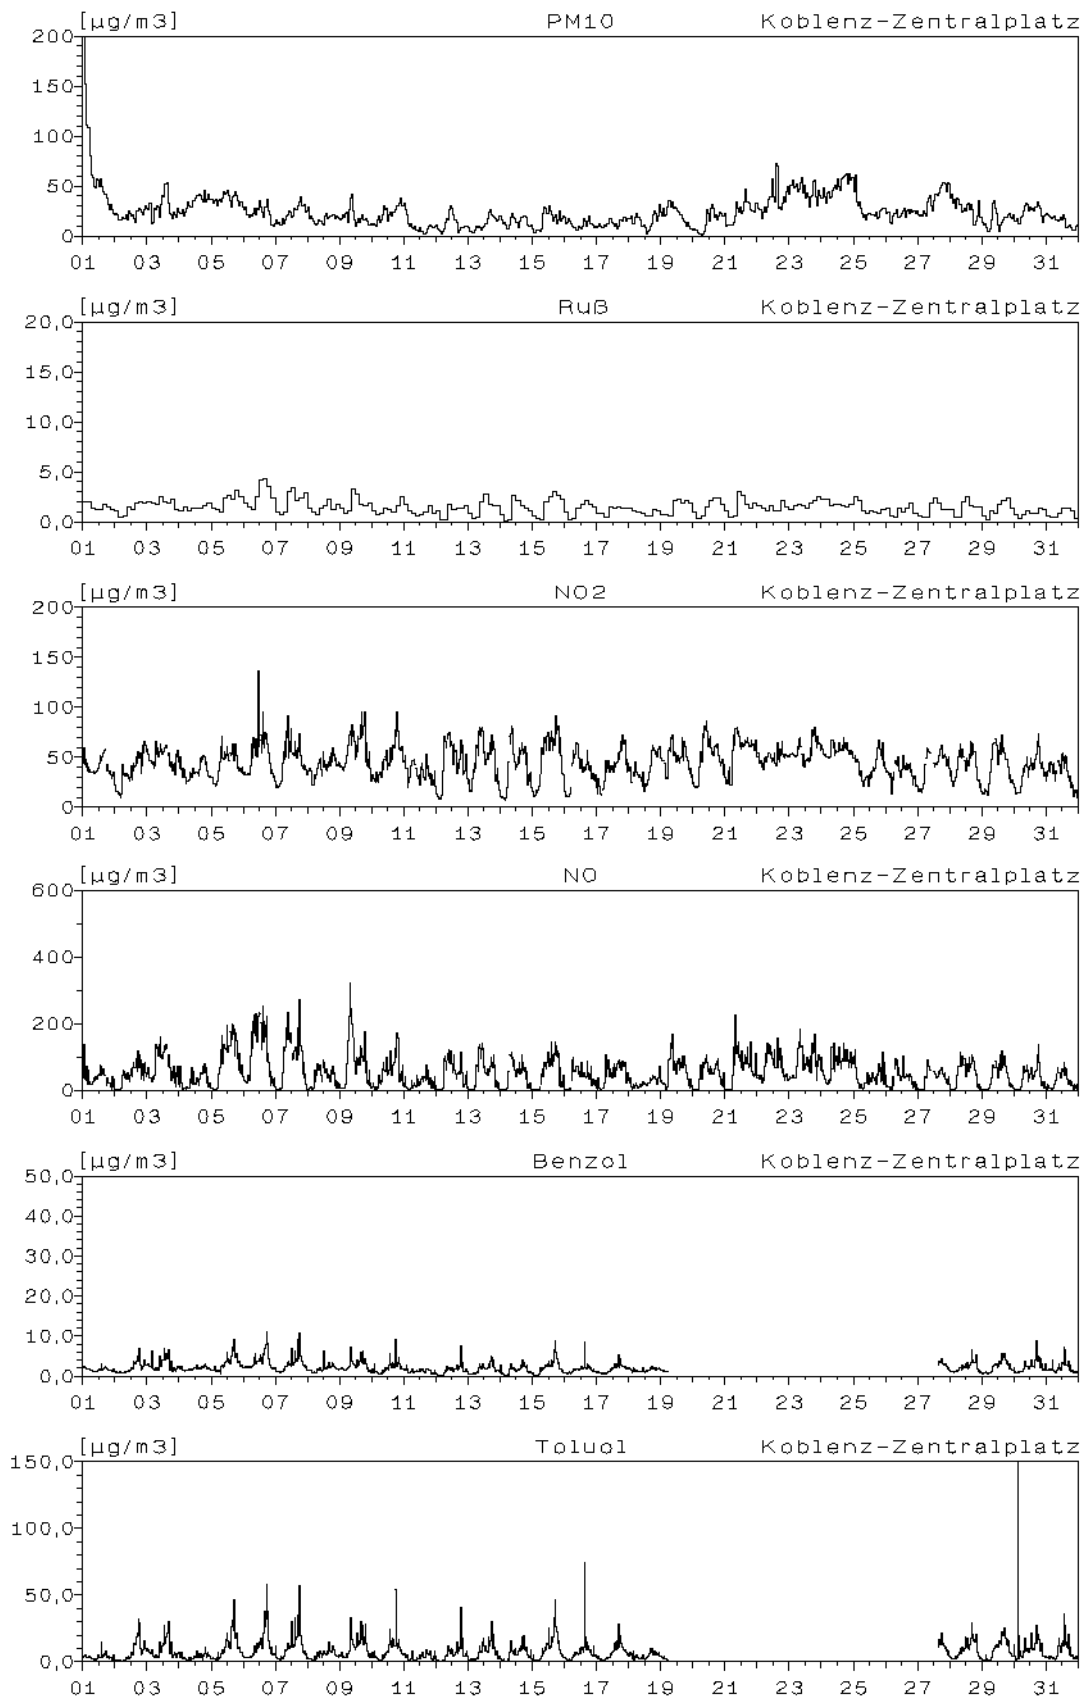 [µg/m3] PM10 Koblenz-Zentralplatz
200
150
100
50
0
01 03 05 07 09 11 13 15 17 19 21 23 25 27 29 31
[µg/m3] Ruß Koblenz-Zentralplatz
20,0
15,0
10,0
5,0
0,0
01 03 05 07 09 11 13 15 17 19 21 23 25 27 29 31
[µg/m3] NO2 Koblenz-Zentralplatz
200
150
100
50
0
01 03 05 07 09 11 13 15 17 19 21 23 25 27 29 31
[µg/m3] NO Koblenz-Zentralplatz
600
400
200
0
01 03 05 07 09 11 13 15 17 19 21 23 25 27 29 31
[µg/m3] Benzol Koblenz-Zentralplatz
50,0
40,0
30,0
20,0
10,0
0,0
01 03 05 07 09 11 13 15 17 19 21 23 25 27 29 31
[µg/m3] Toluol Koblenz-Zentralplatz
150,0
100,0
50,0
0,0
01 03 05 07 09 11 13 15 17 19 21 23 25 27 29 31